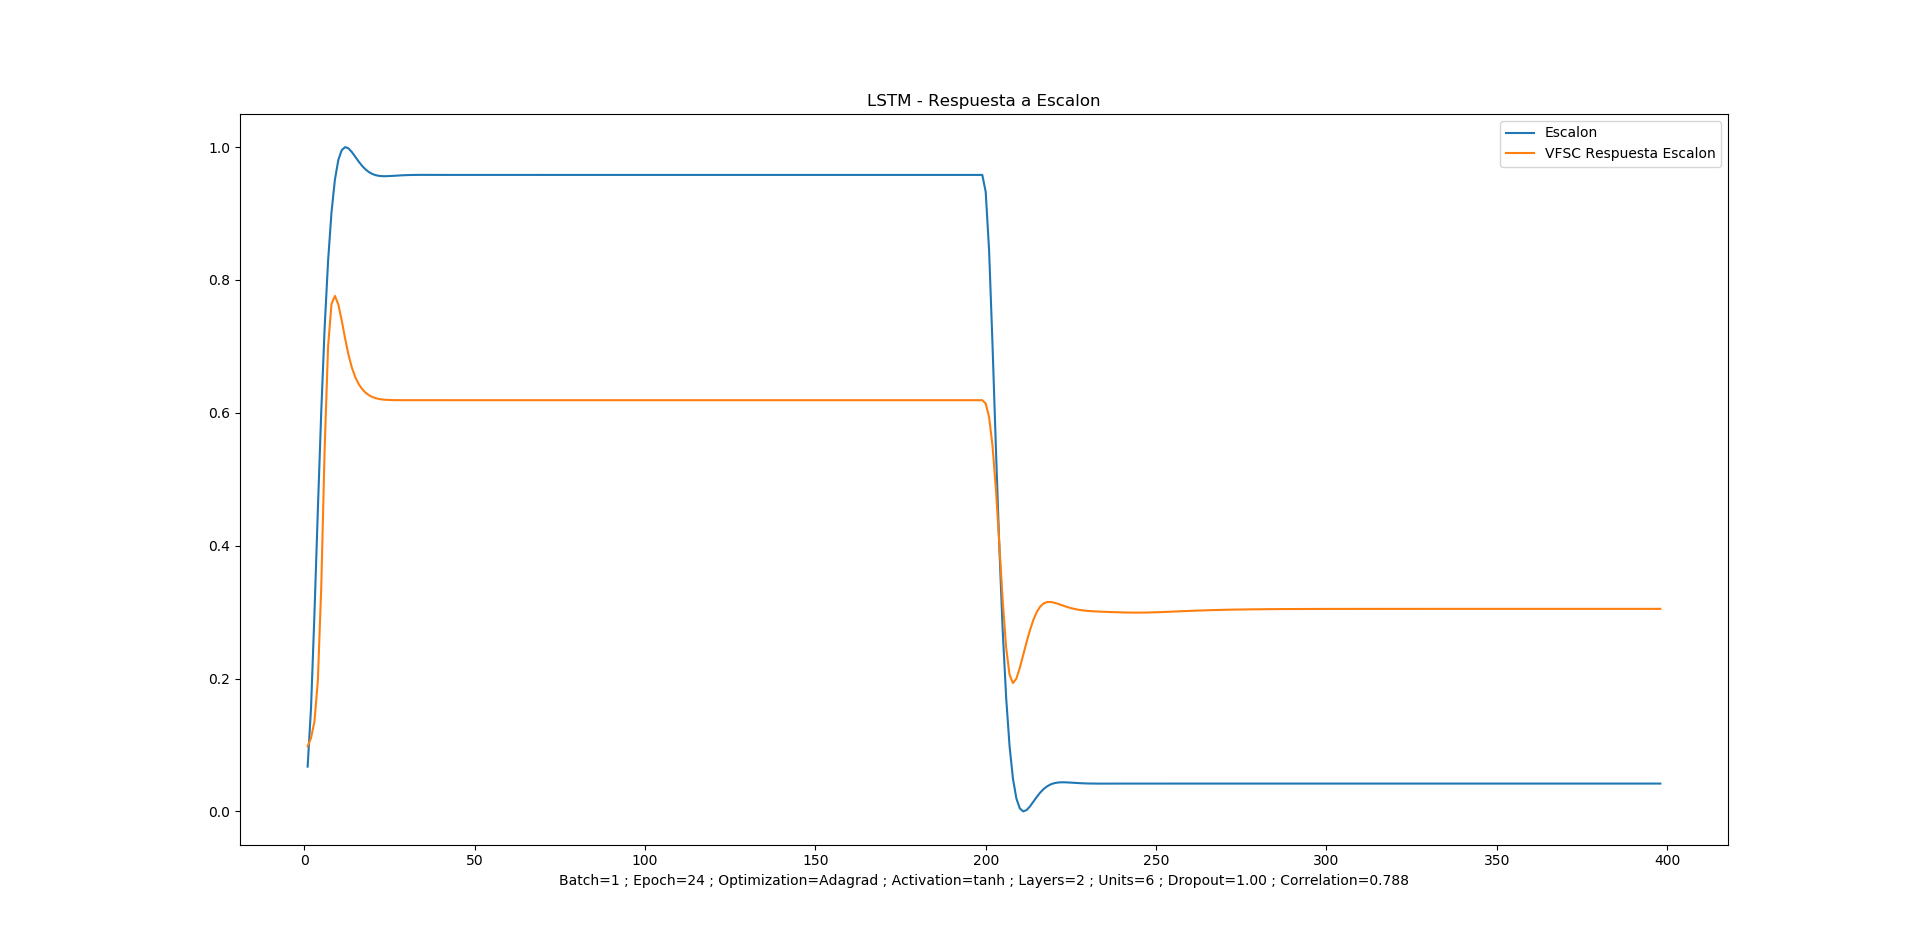 LSTM - Respuesta a Escalon
Escalon
VFSC Respuesta Escalon
1.0
0.8
0.6
0.4
0.2
0.0
0 50 100 150 200 250 300 350 400
Batch=1 ; Epoch=24 ; Optimization=Adagrad ; Activation=tanh ; Layers=2 ; Units=6 ; Dropout=1.00 ; Correlation=0.788